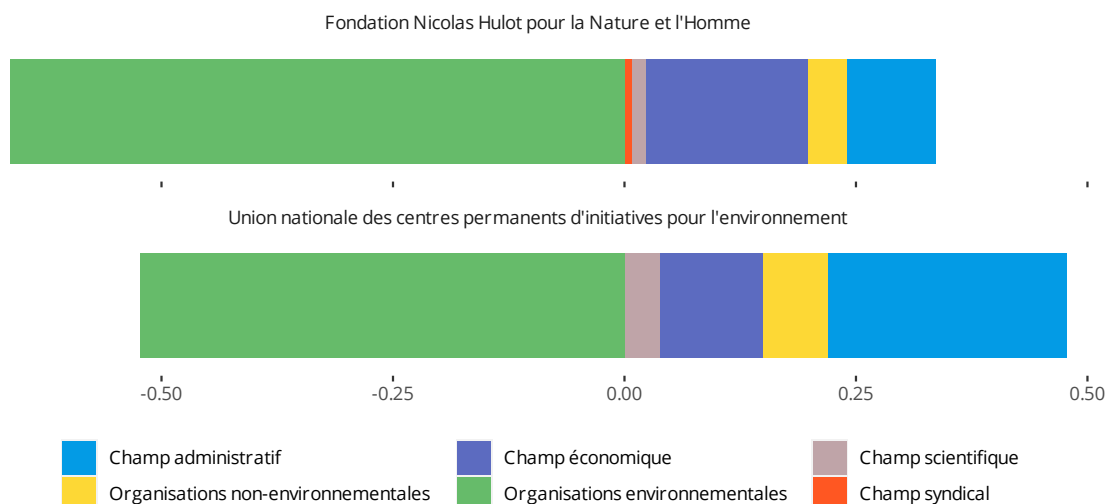 Fondation Nicolas Hulot pour la Nature et l'Homme
Union nationale des centres permanents d'initiatives pour l'environnement
-0.50 -0.25 0.00 0.25 0.50
Champ administratif Champ économique Champ scientifique
Organisations non-environnementales Organisations environnementales Champ syndical